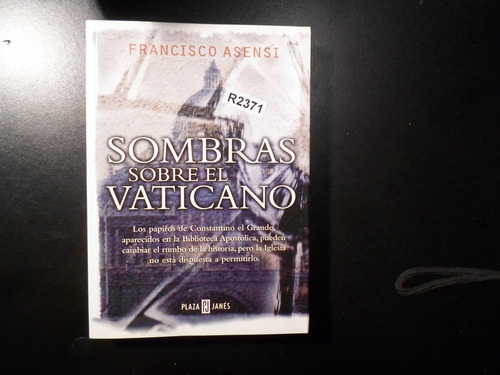 FRANCISCO ASENSI
R2371
SOMBRAS
SOBRE EL
VATICANO
Los papiros de Constantino el Grande,
aparecidos en la Biblioteca Apostólica, pueden
cambiar el rumbo de la historia, pero la Iglesia
no está dispuesta a permitirlo.
PLAZA JANÉS